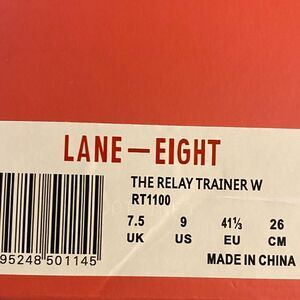 LANE—EIGHT
THE RELAY TRAINER W
RT1100
7.5 9 41⅓ 26
UK US EU CM
95248 501145
MADE IN CHINA